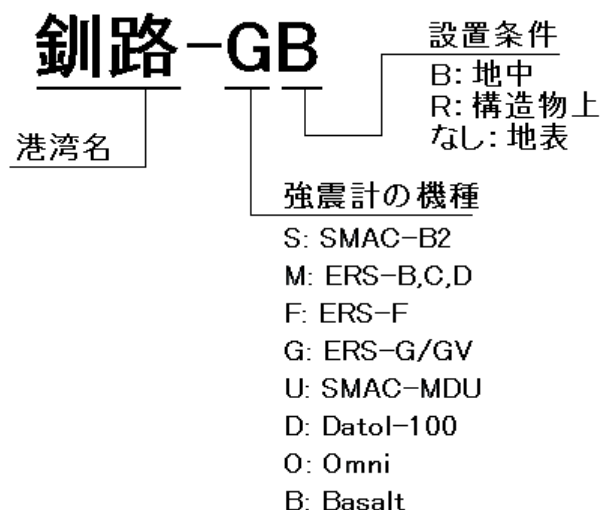 釧路-GB
設置条件
B: 地中
R: 構造物上
なし: 地表
港湾名
強震計の機種
S: SMAC-B2
M: ERS-B,C,D
F: ERS-F
G: ERS-G/GV
U: SMAC-MDU
D: Datol-100
O: Omni
B: Basalt